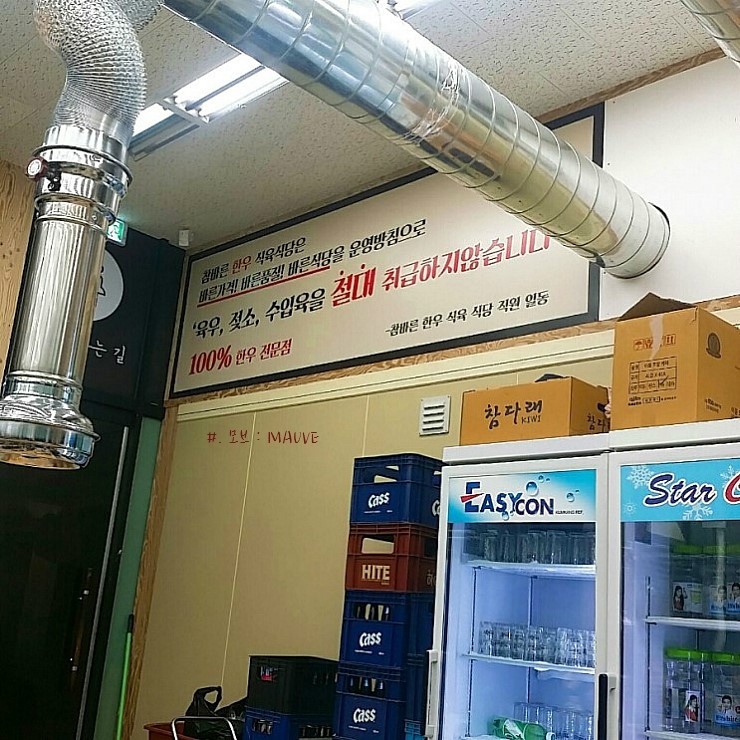 참바른 한우 식육식당은
바른가격! 바른품질! 바른식당을 운영방침으로
'육우, 젖소, 수입육을 절대 취급하지않습니다
-참바른 한우 식육 식당 직원 일동
100% 한우 전문점
는길
#. 모브 : MAUVE
참다래
KIWI
EASYCON
Star
Cass
HITE
Cass
Cass
Cass